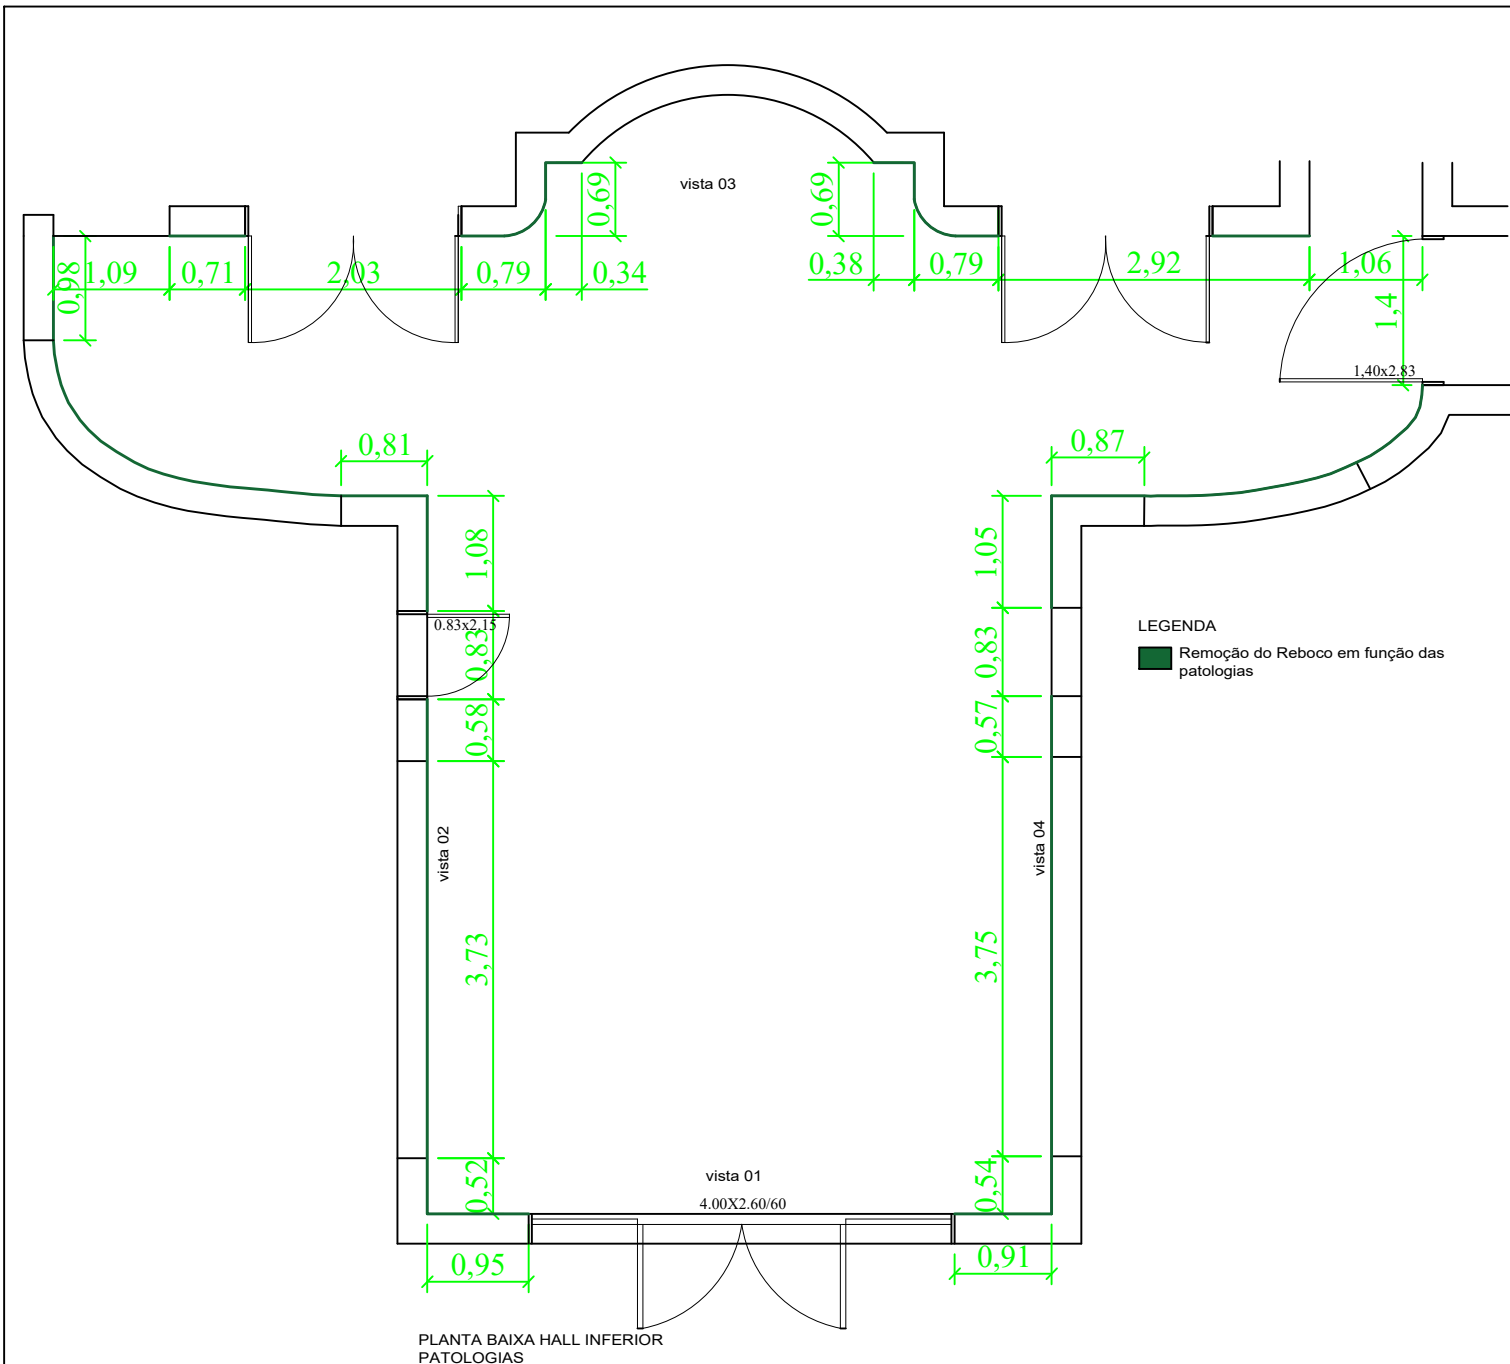 vista 03
0,69
0,69
0,98
1,09
0,71
2,03
0,79
0,34
0,38
0,79
2,92
1,06
1,4
1,40x2.83
0,81
0,87
1,08
1,05
0.83x2.15
0,83
0,83
LEGENDA
Remoção do Reboco em função das
patologias
0,58
0,57
vista 02
vista 04
3,73
3,75
0,52
vista 01
0,54
4.00X2.60/60
0,95
0,91
PLANTA BAIXA HALL INFERIOR
PATOLOGIAS